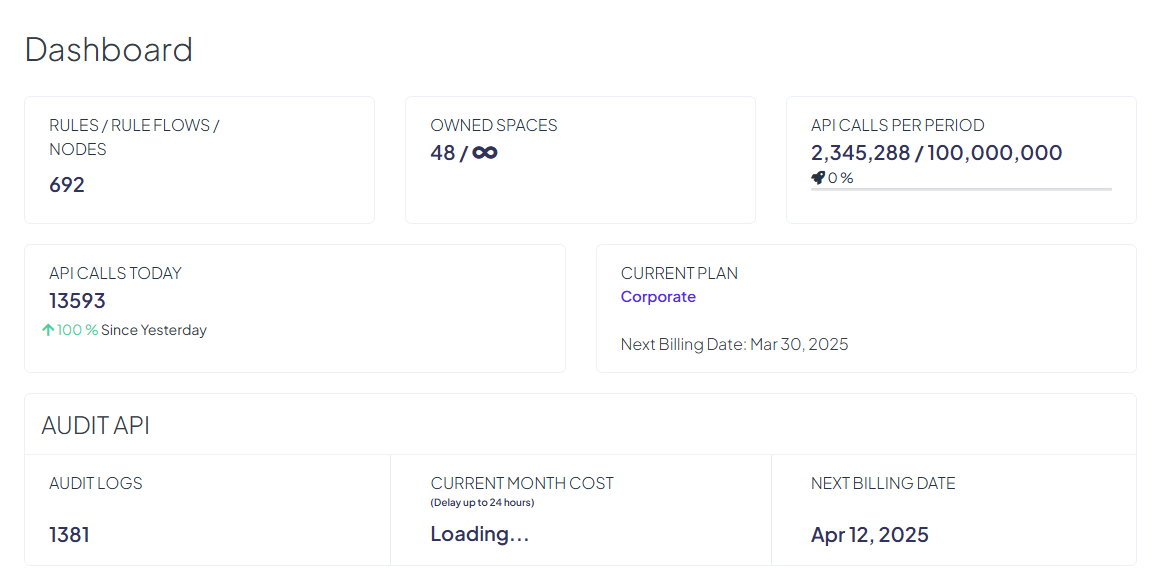 Dashboard
RULES / RULE FLOWS /
NODES
692
OWNED SPACES
48 / ∞
API CALLS PER PERIOD
2,345,288 / 100,000,000
0 %
API CALLS TODAY
13593
100 % Since Yesterday
CURRENT PLAN
Corporate
Next Billing Date: Mar 30, 2025
AUDIT API
AUDIT LOGS
1381
CURRENT MONTH COST
(Delay up to 24 hours)
Loading...
NEXT BILLING DATE
Apr 12, 2025